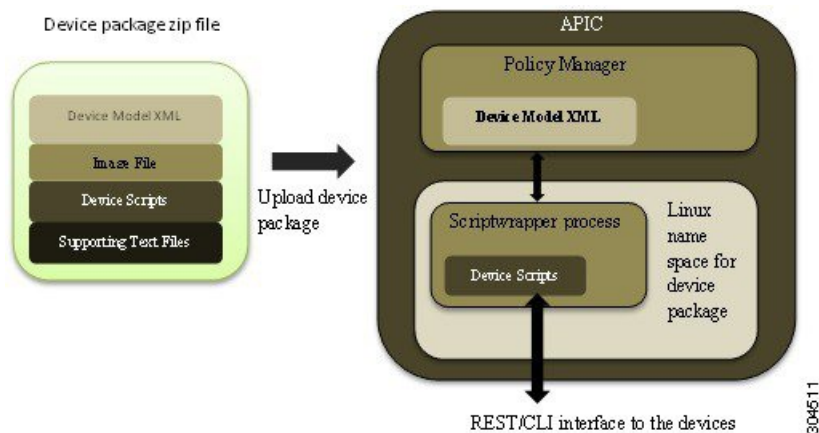 Device package zip file
Device Model XML
Image File
Device Scripts
Supporting Text Files
Upload device
package
APIC
Policy Manager
Device Model XML
Scriptwrapper process
Device Scripts
Linux
name
space for
device
package
REST/CLI interface to the devices
304511